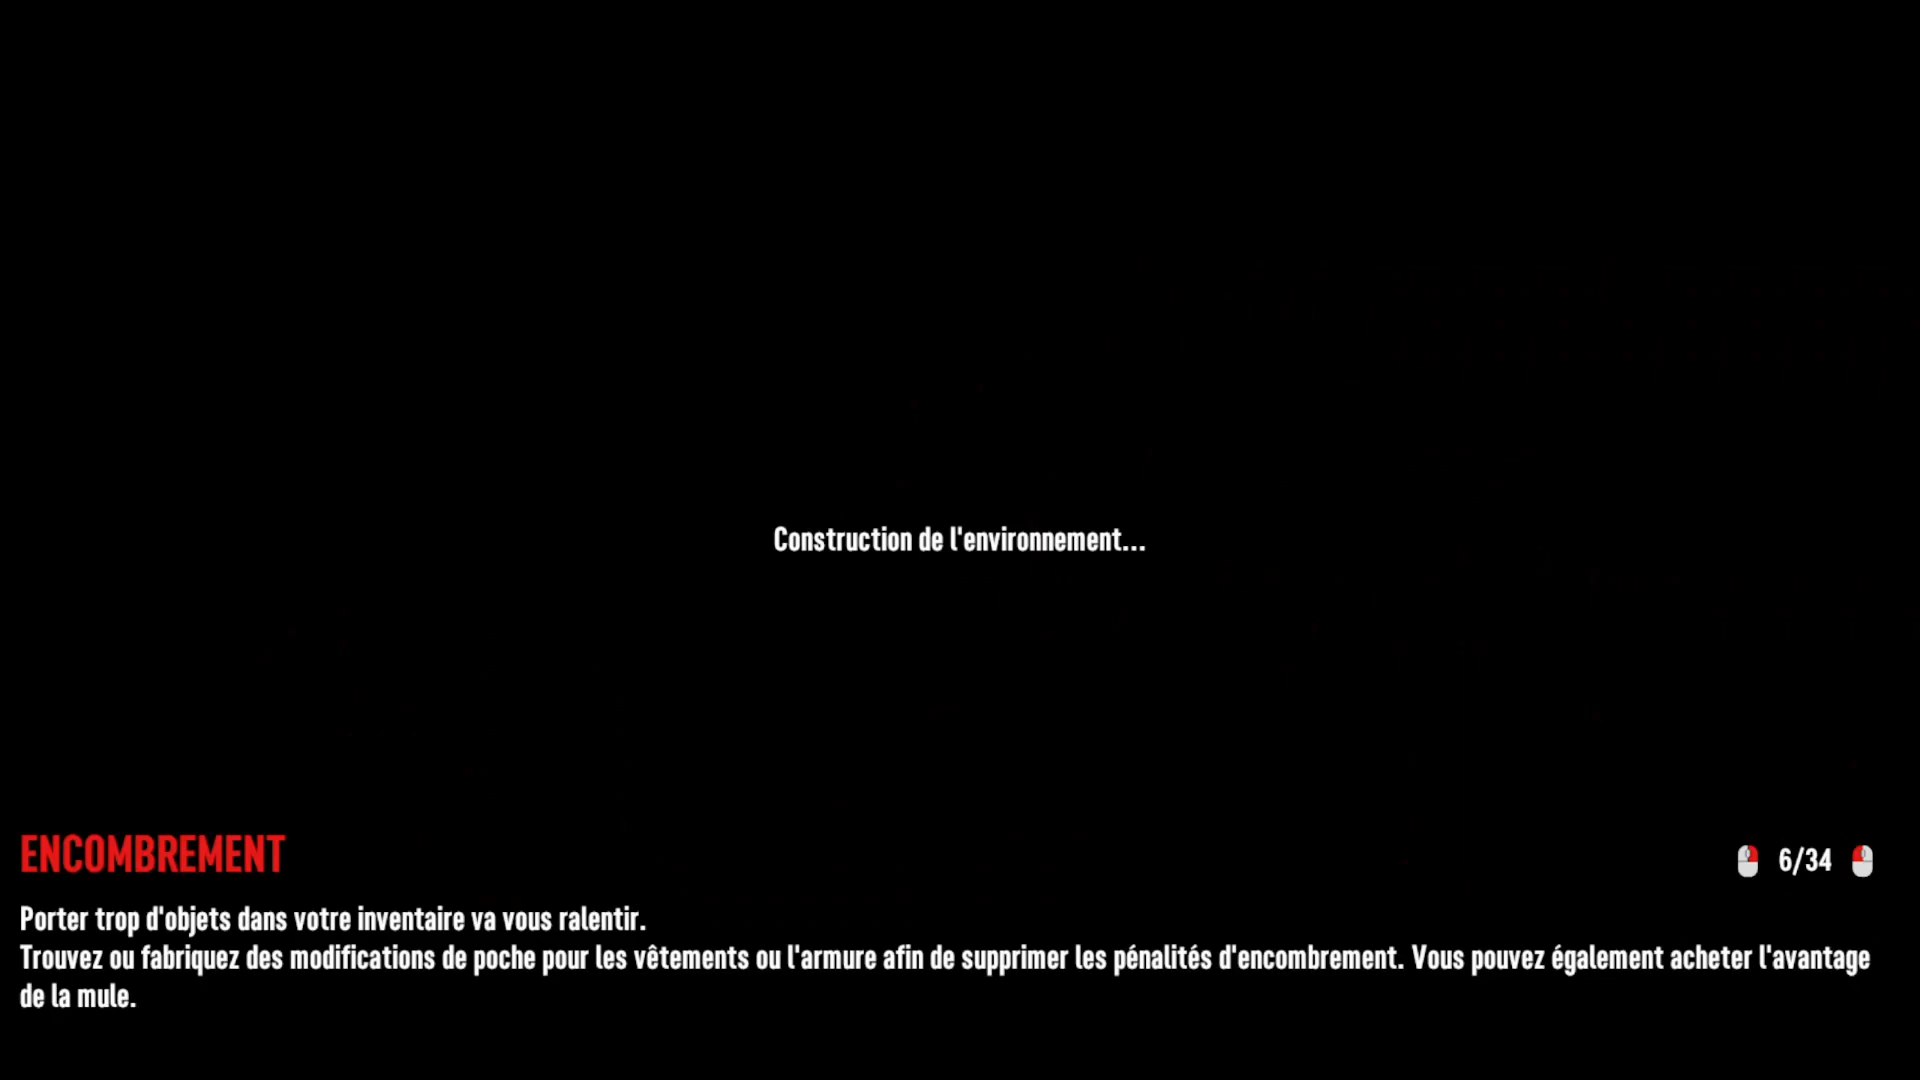 Construction de l'environnement...
ENCOMBREMENT
6/34
Porter trop d'objets dans votre inventaire va vous ralentir.
Trouvez ou fabriquez des modifications de poche pour les vêtements ou l'armure afin de supprimer les pénalités d'encombrement. Vous pouvez également acheter l'avantage
de la mule.